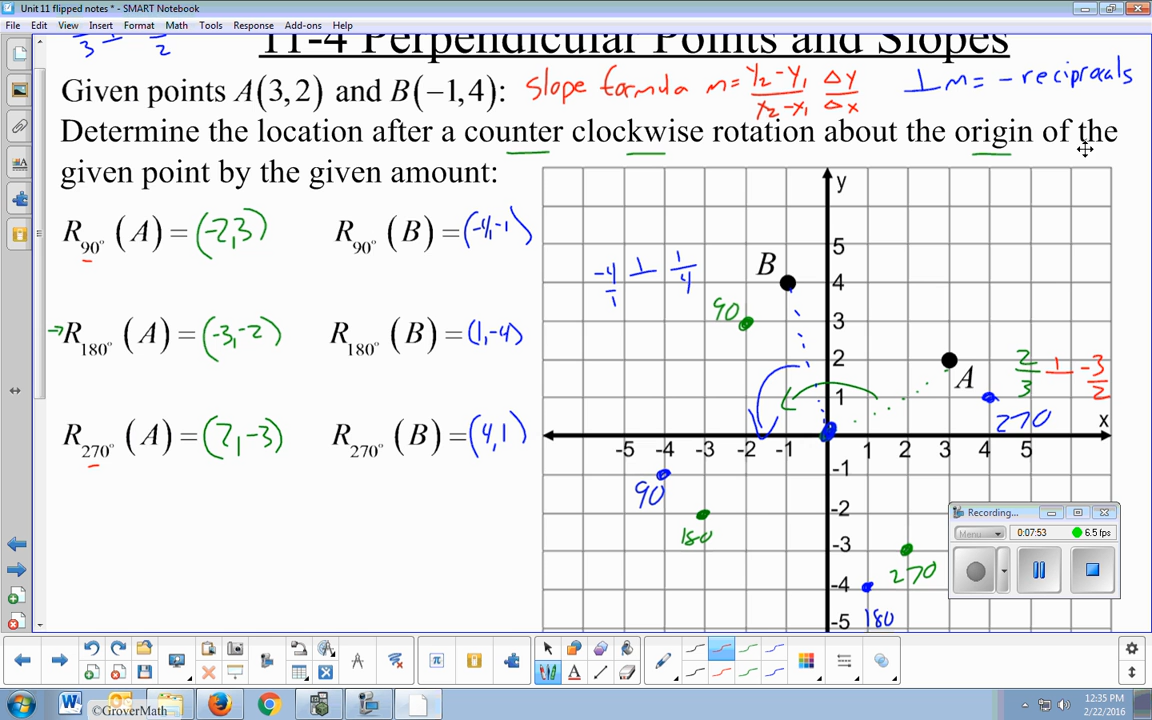 Unit 11 flipped notes * - SMART Notebook
File Edit View Insert Format Math Tools Response Add-ons Help
3 ⊥ 2
11-4 Perpendicular Points and Slopes
Given points A(3,2) and B(−1,4): slope formula m = y₂-y₁ / x₂-x₁ Δy / Δx ⊥ m = - reciprocals
Determine the location after a counter clockwise rotation about the origin of the
given point by the given amount:
R90° (A) = (-2,3) R90° (B) = (-4,-1)
R180° (A) = (-3,-2) R180° (B) = (1,-4)
R270° (A) = (2,-3) R270° (B) = (4,1)
y
5
B 4
-4/1 ⊥ 1/4
90 3
2
A 2/3 ⊥ -3/2
1
270 x
-5 -4 -3 -2 -1 1 2 3 4 5
-1
90
-2
180
-3
270
-4
180
-5
Recording...
Menu 0:07:53 6.5 fps
©GroverMath
12:35 PM
2/22/2016